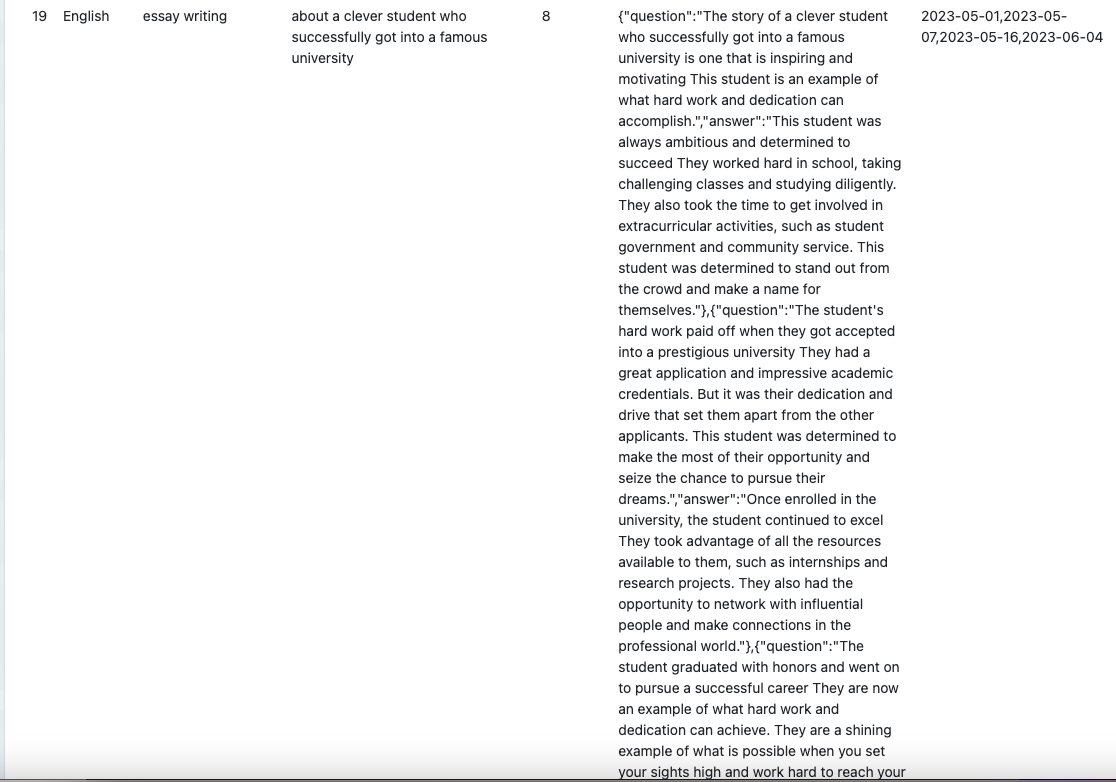 19 English essay writing about a clever student who successfully got into a famous university 8
{"question":"The story of a clever student
who successfully got into a famous
university is one that is inspiring and
motivating This student is an example of
what hard work and dedication can
accomplish.","answer":"This student was
always ambitious and determined to
succeed They worked hard in school, taking
challenging classes and studying diligently.
They also took the time to get involved in
extracurricular activities, such as student
government and community service. This
student was determined to stand out from
the crowd and make a name for
themselves."},{"question":"The student's
hard work paid off when they got accepted
into a prestigious university They had a
great application and impressive academic
credentials. But it was their dedication and
drive that set them apart from the other
applicants. This student was determined to
make the most of their opportunity and
seize the chance to pursue their
dreams.","answer":"Once enrolled in the
university, the student continued to excel
They took advantage of all the resources
available to them, such as internships and
research projects. They also had the
opportunity to network with influential
people and make connections in the
professional world."},{"question":"The
student graduated with honors and went on
to pursue a successful career They are now
an example of what hard work and
dedication can achieve. They are a shining
example of what is possible when you set
your sights high and work hard to reach your
2023-05-01,2023-05-
07,2023-05-16,2023-06-04